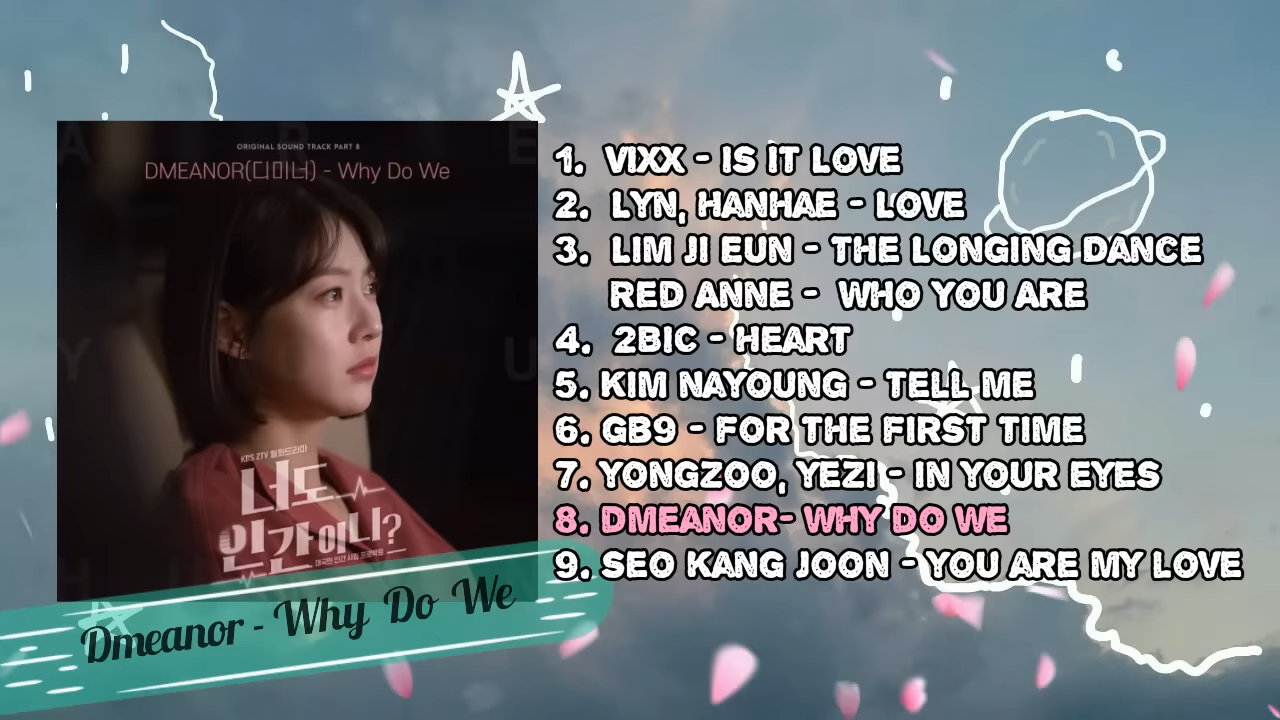 ORIGINAL SOUND TRACK PART 8
DMEANOR(디미너) - Why Do We
KBS 2TV 월화드라마
너도
인간이니?
Dmeanor - Why Do We
1. VIXX - IS IT LOVE
2. LYN, HANHAE - LOVE
3. LIM JI EUN - THE LONGING DANCE
RED ANNE - WHO YOU ARE
4. 2BIC - HEART
5. KIM NAYOUNG - TELL ME
6. GB9 - FOR THE FIRST TIME
7. YONGZOO, YEZI - IN YOUR EYES
8. DMEANOR- WHY DO WE
9. SEO KANG JOON - YOU ARE MY LOVE